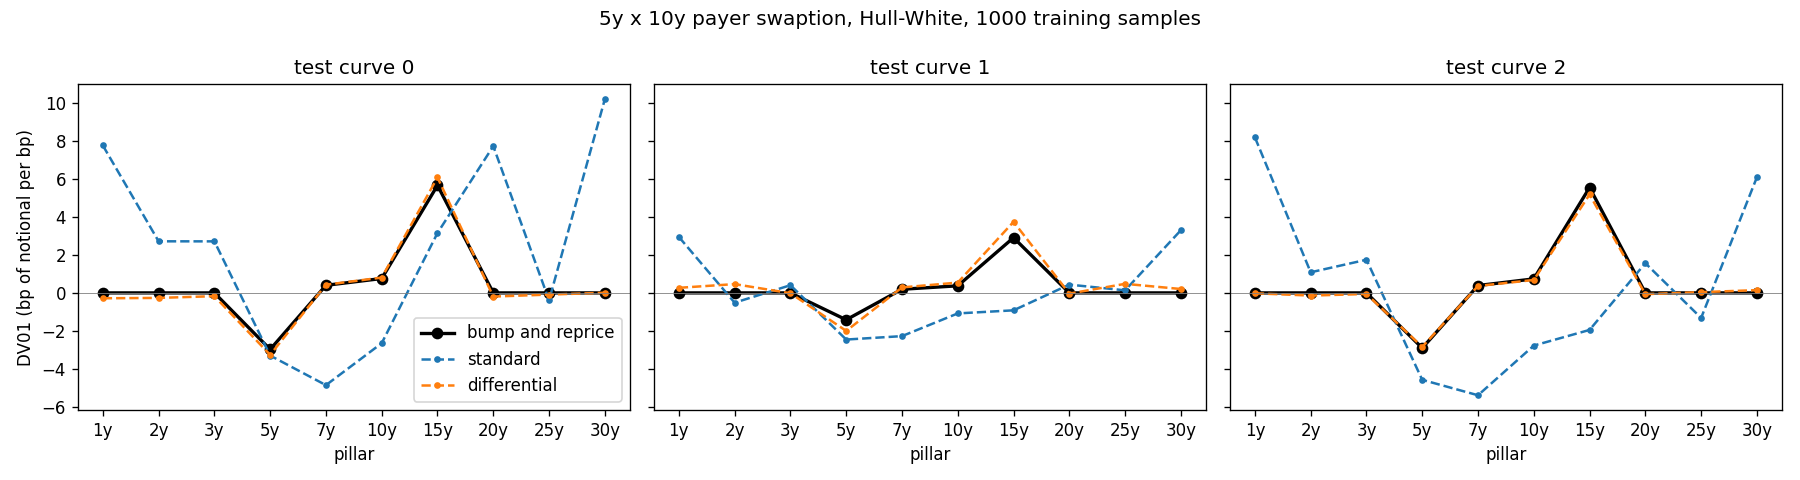 5y x 10y payer swaption, Hull-White, 1000 training samples
test curve 0
test curve 1
test curve 2
DV01 (bp of notional per bp)
10
8
6
4
2
0
−2
−4
−6
bump and reprice
standard
differential
1y 2y 3y 5y 7y 10y 15y 20y 25y 30y
1y 2y 3y 5y 7y 10y 15y 20y 25y 30y
1y 2y 3y 5y 7y 10y 15y 20y 25y 30y
pillar
pillar
pillar